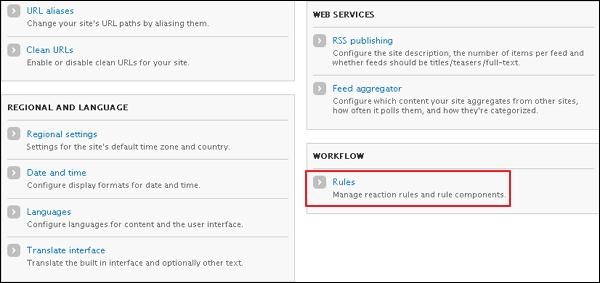 URL aliases
Change your site's URL paths by aliasing them.
Clean URLs
Enable or disable clean URLs for your site.
REGIONAL AND LANGUAGE
Regional settings
Settings for the site's default time zone and country.
Date and time
Configure display formats for date and time.
Languages
Configure languages for content and the user interface.
Translate interface
Translate the built in interface and optionally other text.
WEB SERVICES
RSS publishing
Configure the site description, the number of items per feed and
whether feeds should be titles/teasers/full-text.
Feed aggregator
Configure which content your site aggregates from other sites,
how often it polls them, and how they're categorized.
WORKFLOW
Rules
Manage reaction rules and rule components.